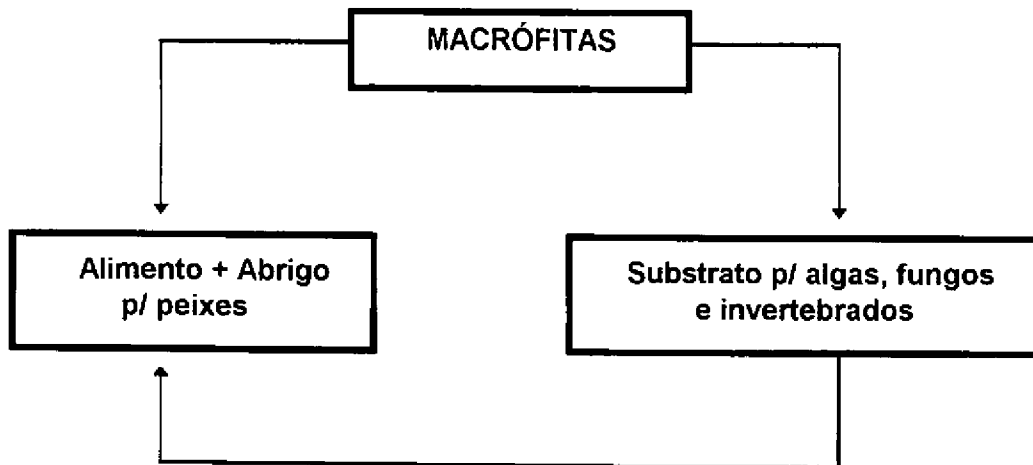 MACRÓFITAS
Alimento + Abrigo
p/ peixes
Substrato p/ algas, fungos
e invertebrados